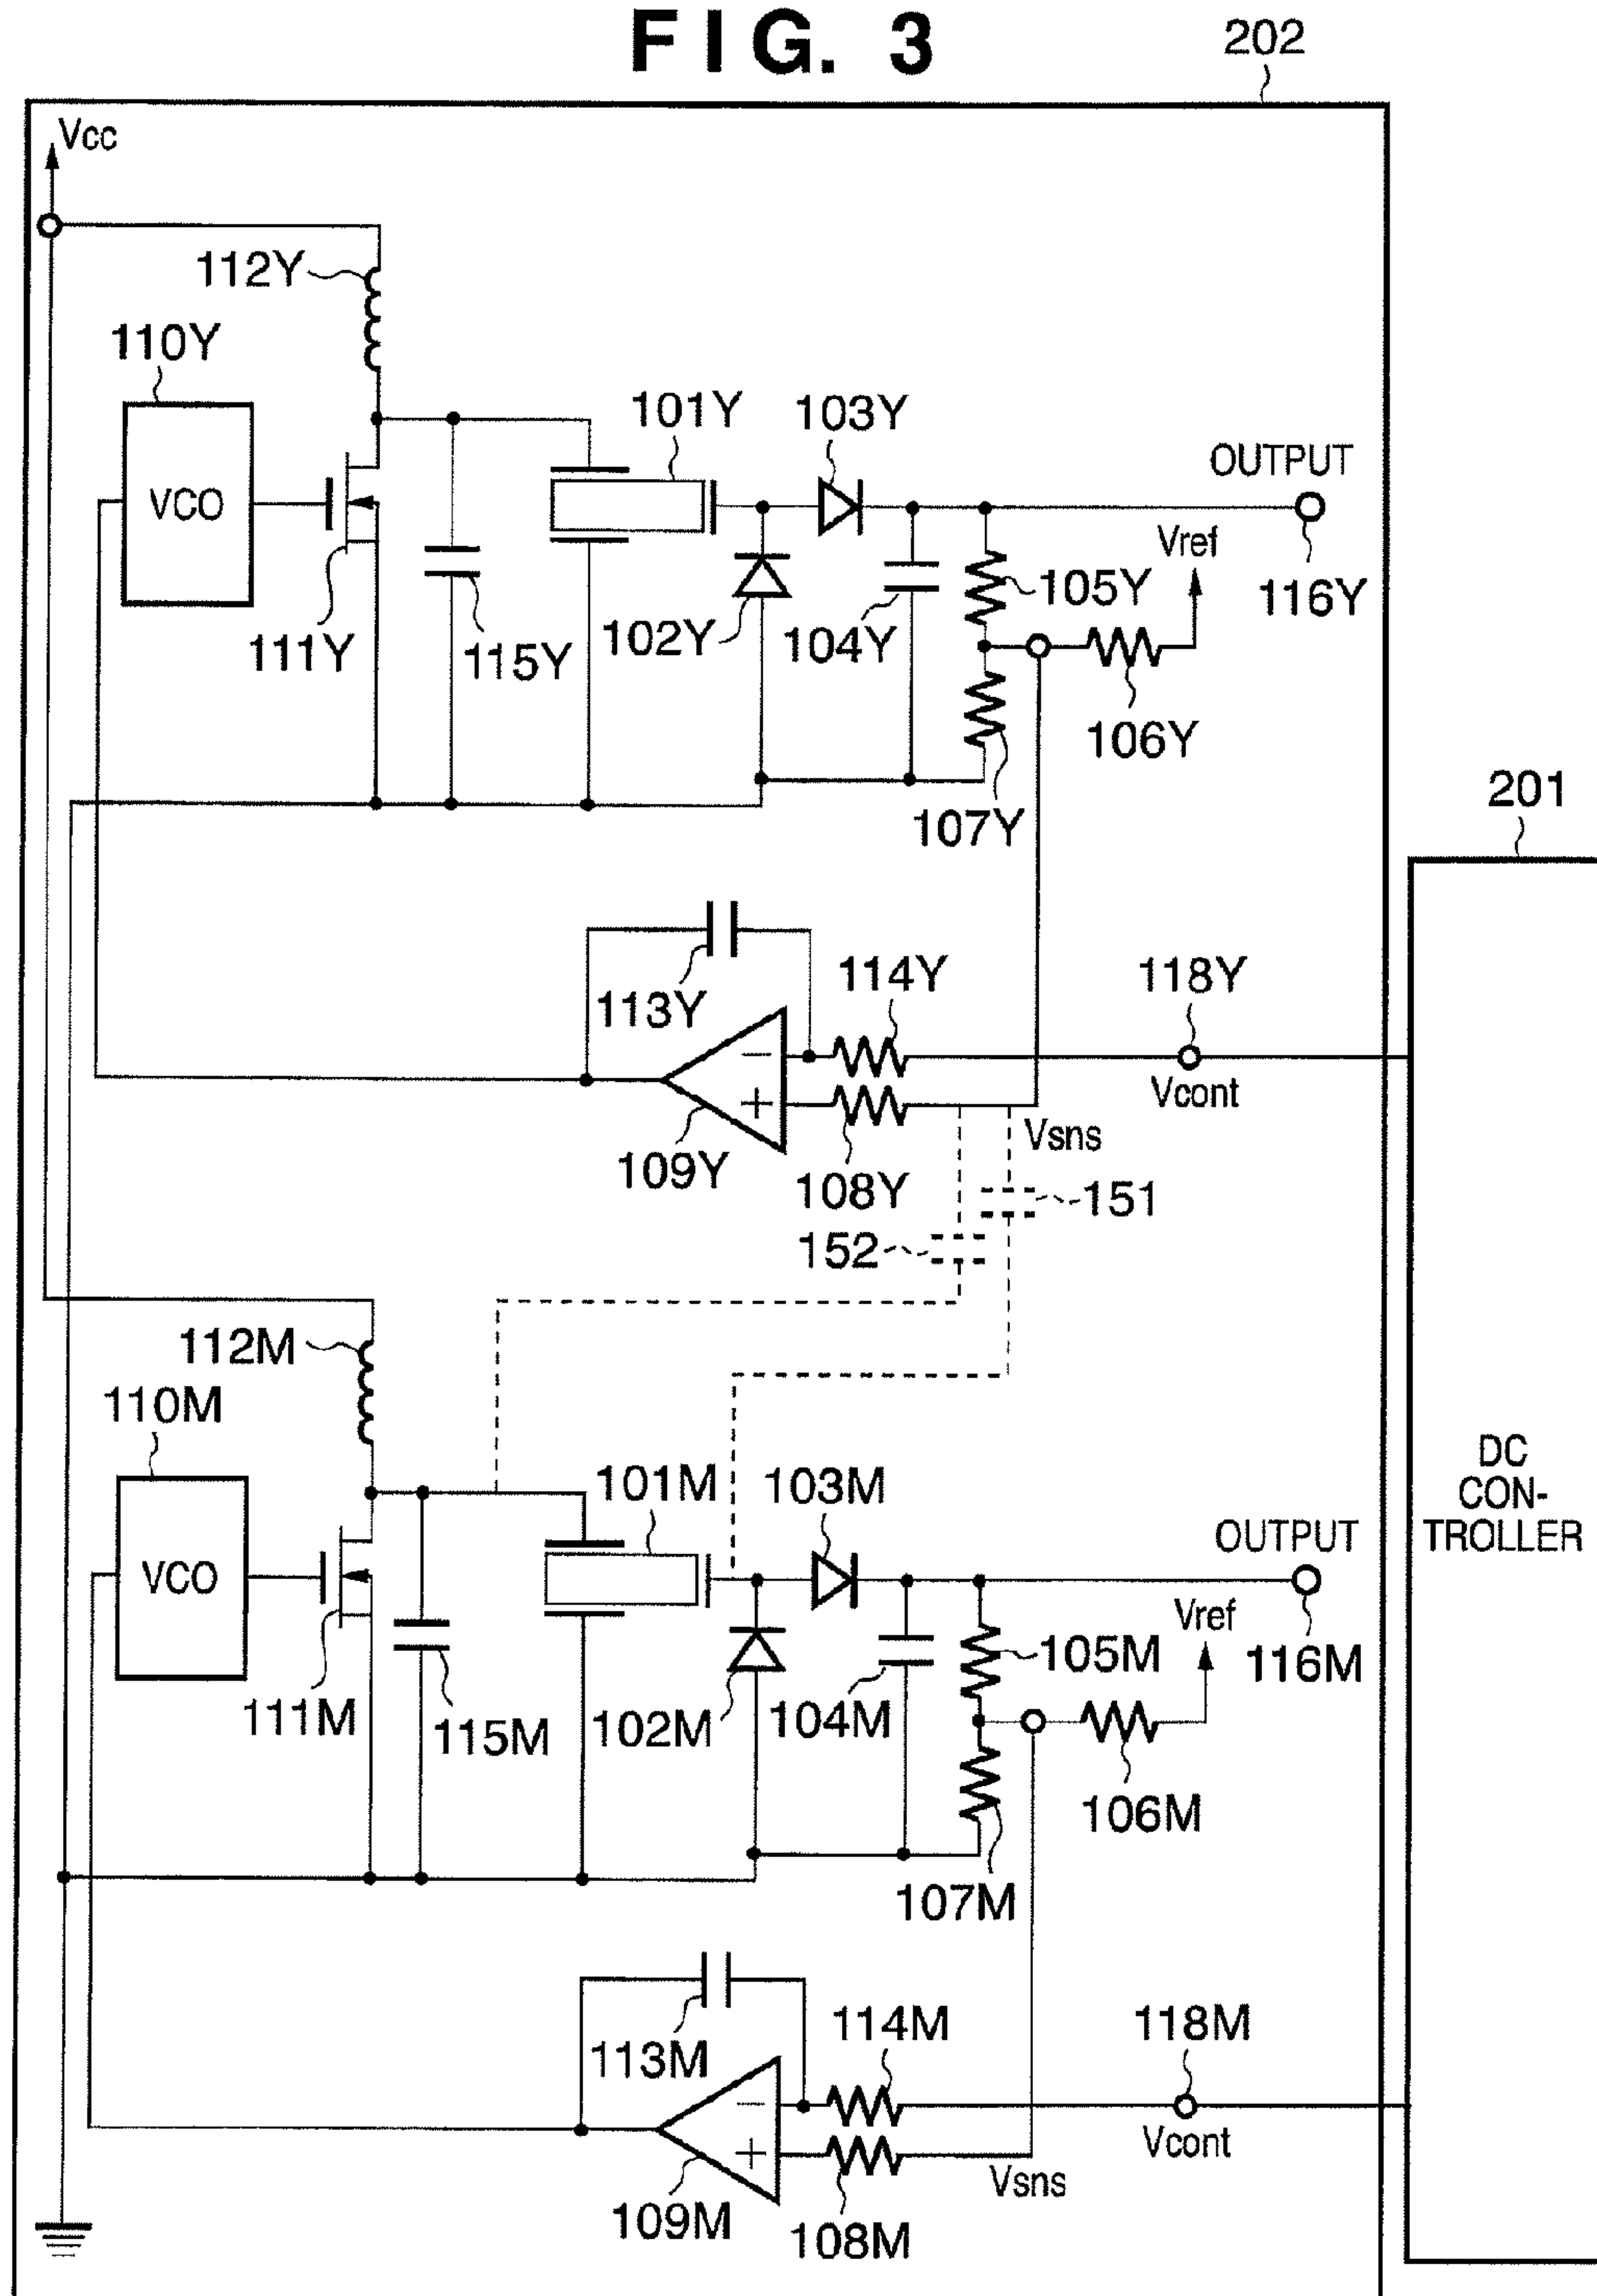 FIG. 3
202
Vcc
112Y
110Y
101Y
103Y
OUTPUT
VCO
Vref
116Y
105Y
111Y
115Y
102Y
104Y
106Y
107Y
201
114Y
118Y
113Y
−
+
Vcont
Vsns
109Y
108Y
151
152
112M
110M
101M
103M
DC
CON-
TROLLER
OUTPUT
VCO
Vref
105M
116M
111M
115M
102M
104M
106M
107M
114M
118M
113M
−
+
Vcont
Vsns
109M
108M